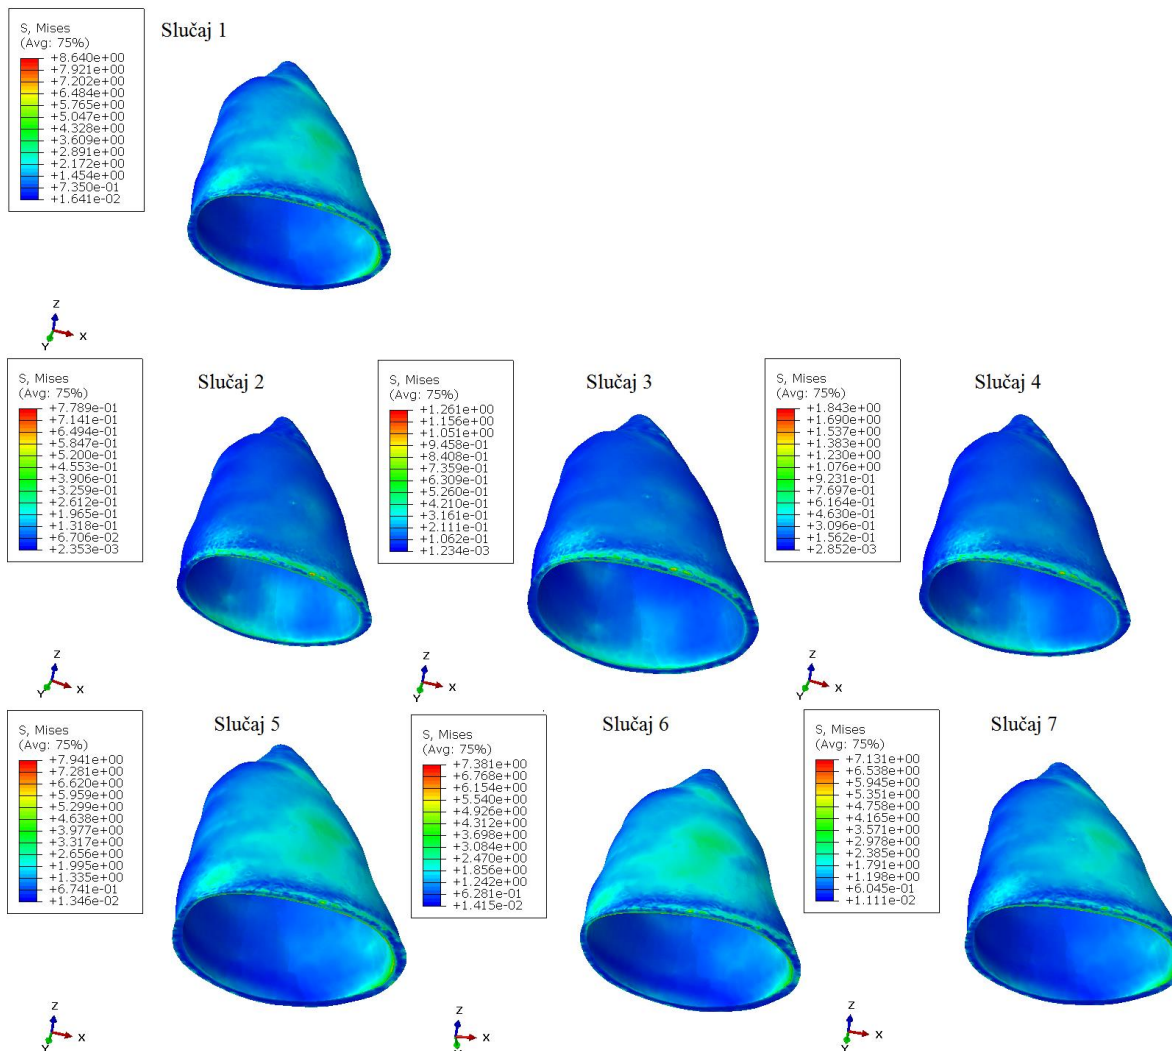 Slučaj 1
S, Mises
(Avg: 75%)
+8.640e+00
+7.921e+00
+7.202e+00
+6.484e+00
+5.765e+00
+5.047e+00
+4.328e+00
+3.609e+00
+2.891e+00
+2.172e+00
+1.454e+00
+7.350e-01
+1.641e-02
Z
X
Y
Slučaj 2
S, Mises
(Avg: 75%)
+7.789e-01
+7.141e-01
+6.494e-01
+5.847e-01
+5.200e-01
+4.553e-01
+3.906e-01
+3.259e-01
+2.612e-01
+1.965e-01
+1.318e-01
+6.706e-02
+2.353e-03
Z
X
Y
Slučaj 3
S, Mises
(Avg: 75%)
+1.261e+00
+1.156e+00
+1.051e+00
+9.458e-01
+8.408e-01
+7.359e-01
+6.309e-01
+5.260e-01
+4.210e-01
+3.161e-01
+2.111e-01
+1.062e-01
+1.234e-03
Z
X
Y
Slučaj 4
S, Mises
(Avg: 75%)
+1.843e+00
+1.690e+00
+1.537e+00
+1.383e+00
+1.230e+00
+1.076e+00
+9.231e-01
+7.697e-01
+6.164e-01
+4.630e-01
+3.096e-01
+1.562e-01
+2.852e-03
Z
X
Y
Slučaj 5
S, Mises
(Avg: 75%)
+7.941e+00
+7.281e+00
+6.620e+00
+5.959e+00
+5.299e+00
+4.638e+00
+3.977e+00
+3.317e+00
+2.656e+00
+1.995e+00
+1.335e+00
+6.741e-01
+1.346e-02
Z
X
Y
Slučaj 6
S, Mises
(Avg: 75%)
+7.381e+00
+6.768e+00
+6.154e+00
+5.540e+00
+4.926e+00
+4.312e+00
+3.698e+00
+3.084e+00
+2.470e+00
+1.856e+00
+1.242e+00
+6.281e-01
+1.415e-02
Z
X
Y
Slučaj 7
S, Mises
(Avg: 75%)
+7.131e+00
+6.538e+00
+5.945e+00
+5.351e+00
+4.758e+00
+4.165e+00
+3.571e+00
+2.978e+00
+2.385e+00
+1.791e+00
+1.198e+00
+6.045e-01
+1.111e-02
Z
X
Y